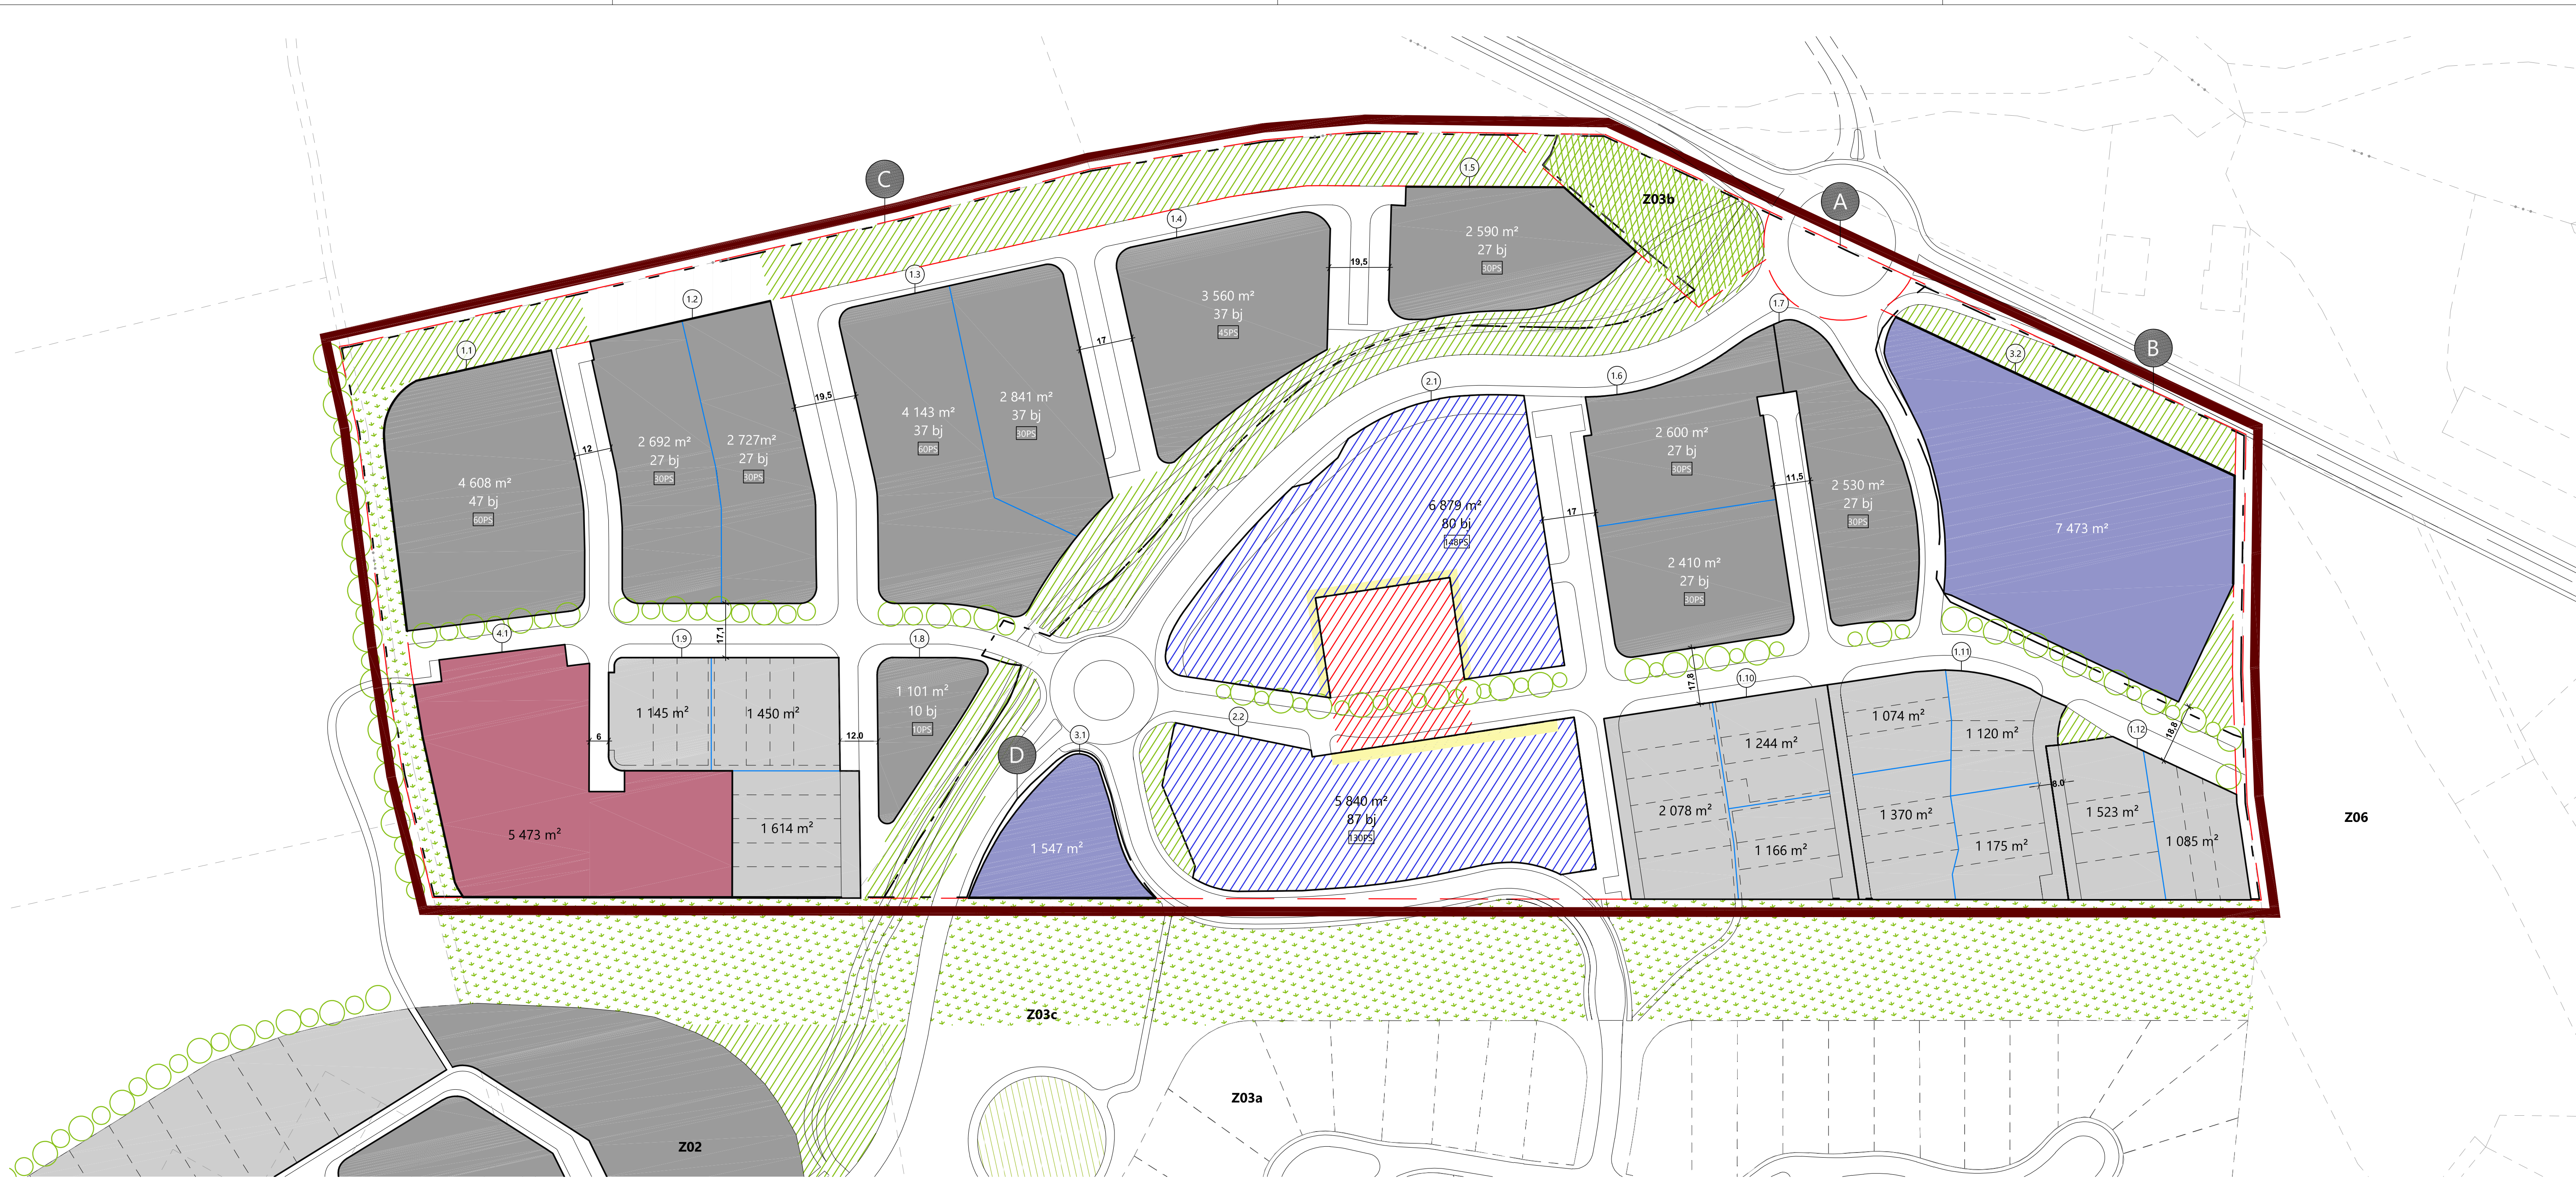 C
A
B
D
Z03b
1.5
1.4
1.3
1.2
1.1
1.7
1.6
2.1
3.2
2 590 m²
27 bj
30PS
19,5
3 560 m²
37 bj
45PS
17
4 143 m²
37 bj
60PS
2 841 m²
37 bj
30PS
19,5
2 692 m²
27 bj
30PS
2 727m²
27 bj
30PS
12
4 608 m²
47 bj
60PS
6 879 m²
80 bj
148PS
17
2 600 m²
27 bj
30PS
11,5
2 530 m²
27 bj
30PS
2 410 m²
27 bj
30PS
7 473 m²
4.1
1.9
17,1
1.8
1 101 m²
10 bj
10PS
1 145 m²
1 450 m²
6
12.0
5 473 m²
1 614 m²
3.1
1 547 m²
2.2
5 840 m²
87 bj
130PS
17,8
1.10
1.11
1.12
18,8
1 244 m²
2 078 m²
1 166 m²
1 074 m²
1 120 m²
1 370 m²
1 175 m²
8.0
1 523 m²
1 085 m²
Z06
Z03c
Z03a
Z02